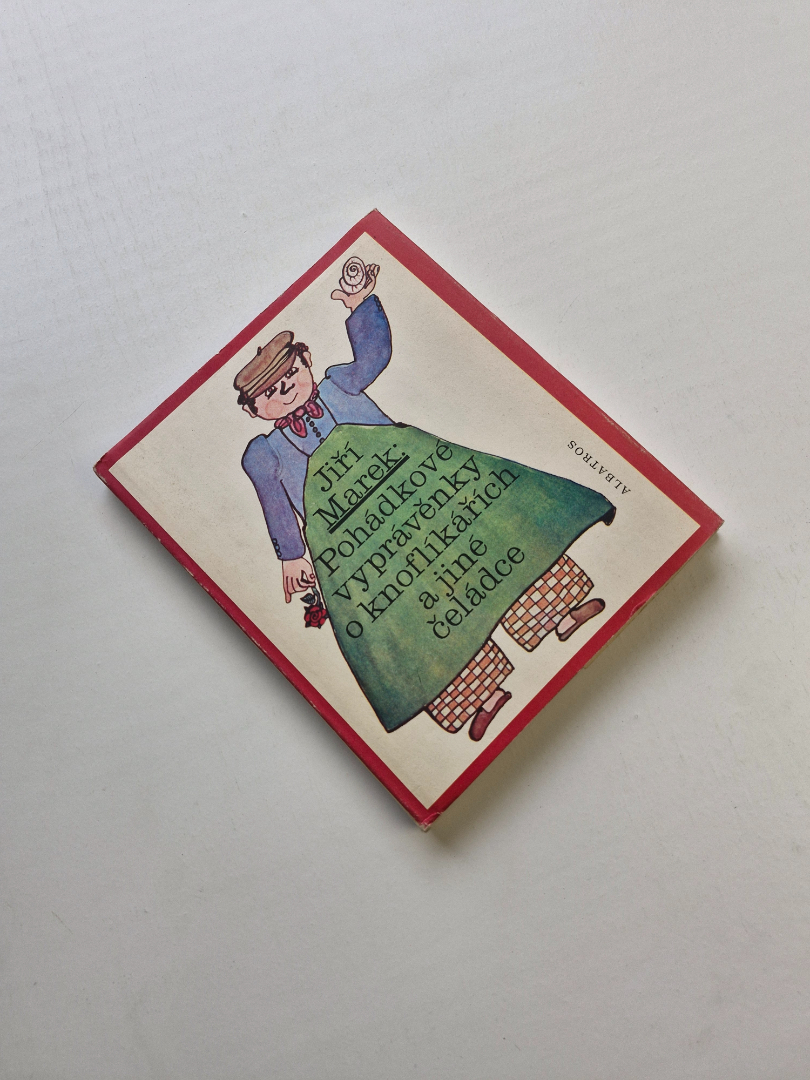 Jiří
Marek:
Pohádkové
vyprávěnky
o knoflíkářích
a jiné
čeládce
ALBATROS